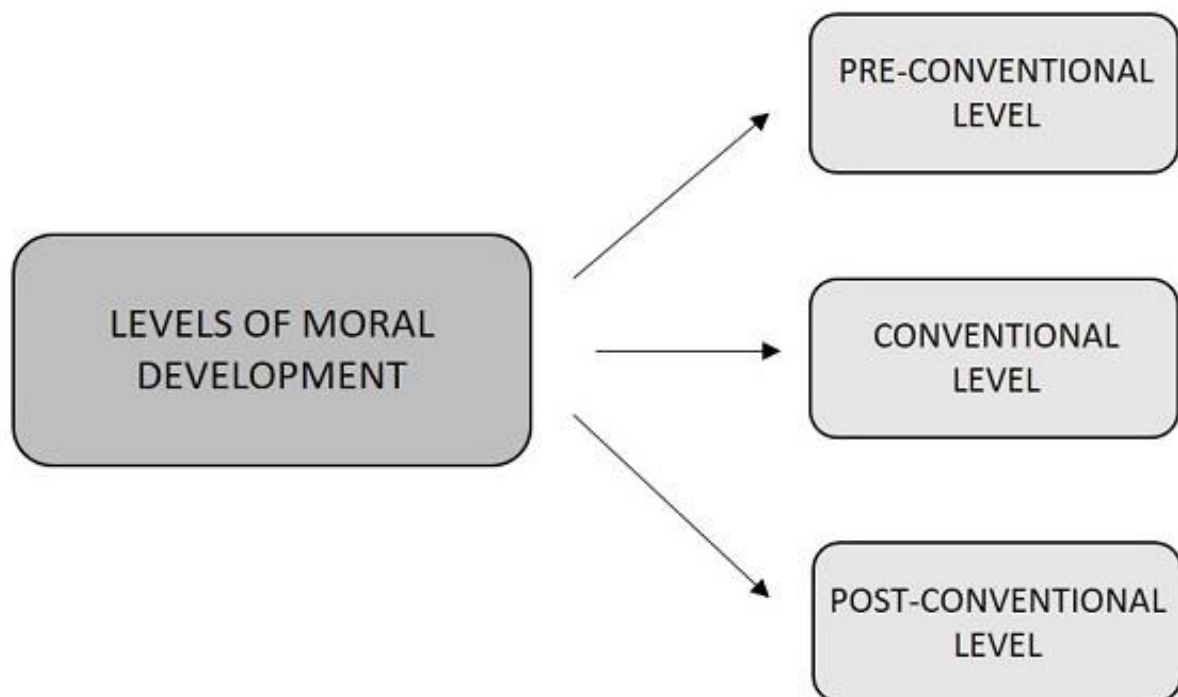 PRE-CONVENTIONAL
LEVEL
LEVELS OF MORAL
DEVELOPMENT
CONVENTIONAL
LEVEL
POST-CONVENTIONAL
LEVEL